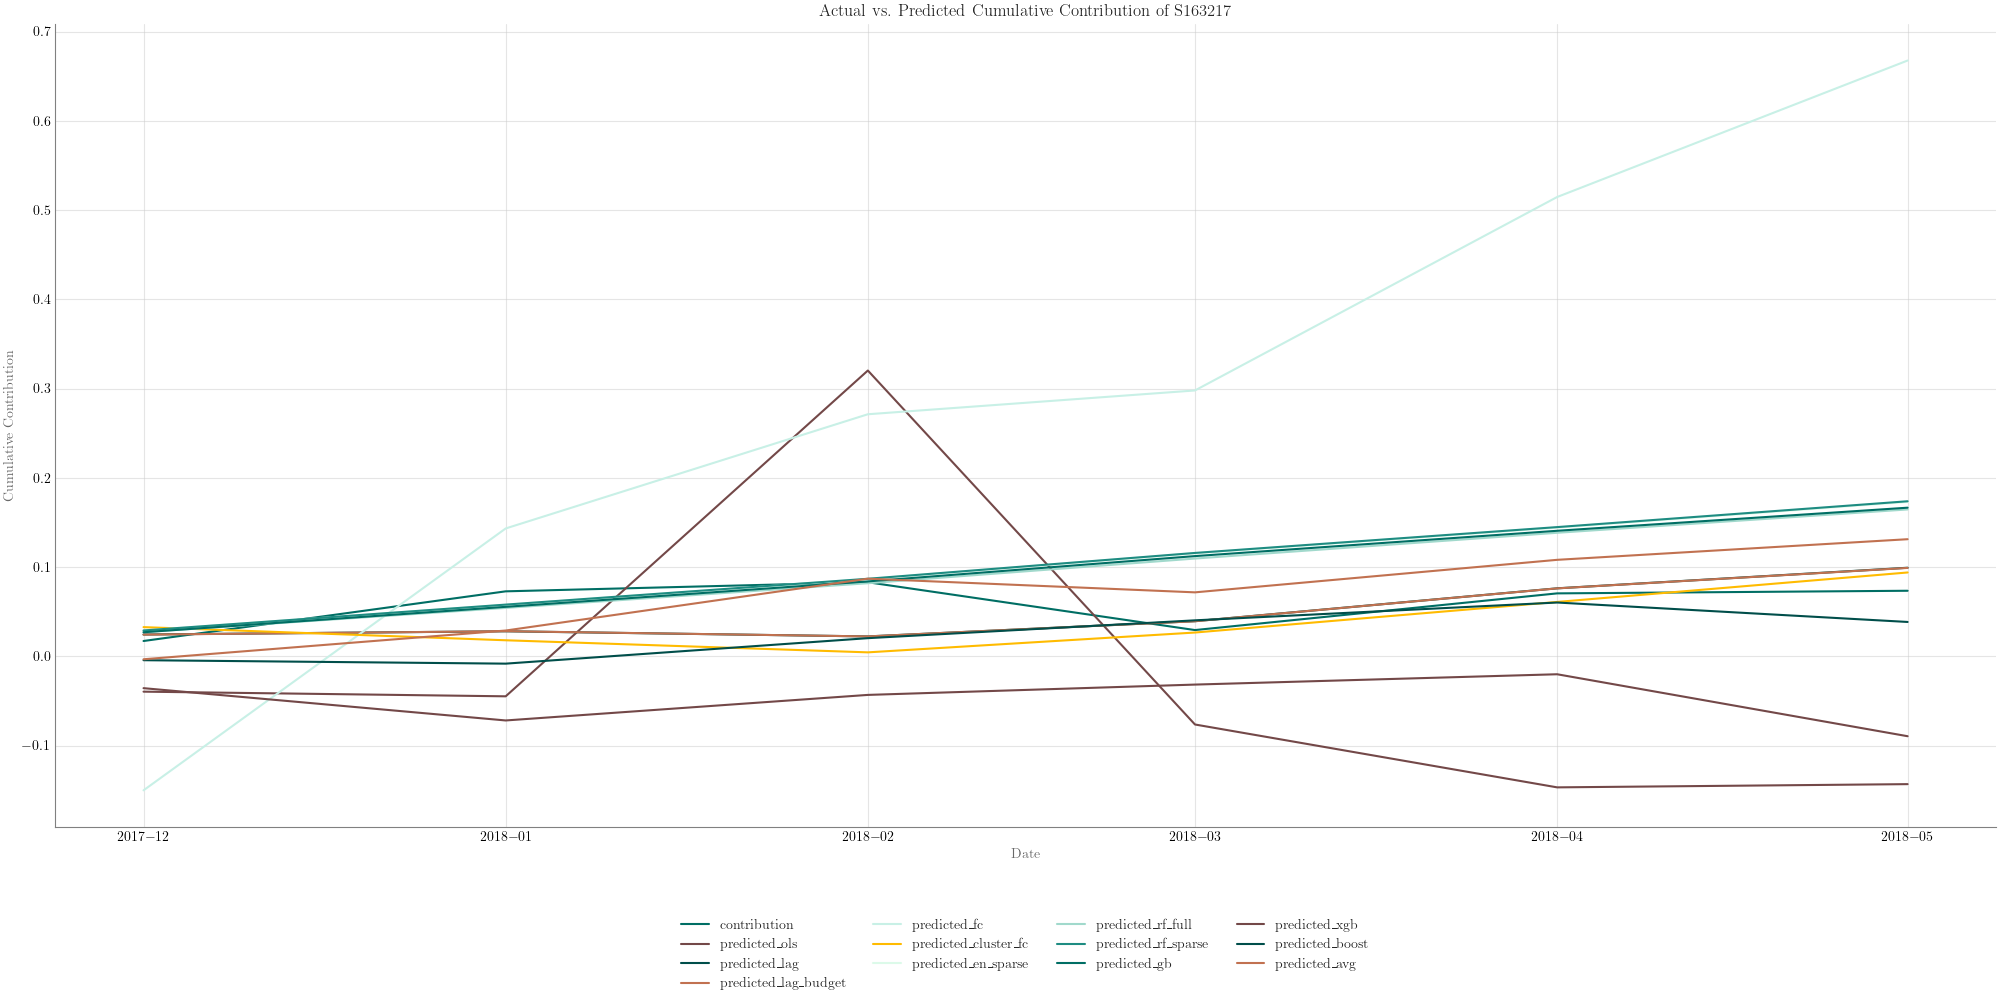 Actual vs. Predicted Cumulative Contribution of S163217
Cumulative Contribution
0.7
0.6
0.5
0.4
0.3
0.2
0.1
0.0
−0.1
2017−12 2018−01 2018−02 2018−03 2018−04 2018−05
Date
contribution predicted_fc predicted_rf_full predicted_xgb
predicted_ols predicted_cluster_fc predicted_rf_sparse predicted_boost
predicted_lag predicted_en_sparse predicted_gb predicted_avg
predicted_lag_budget